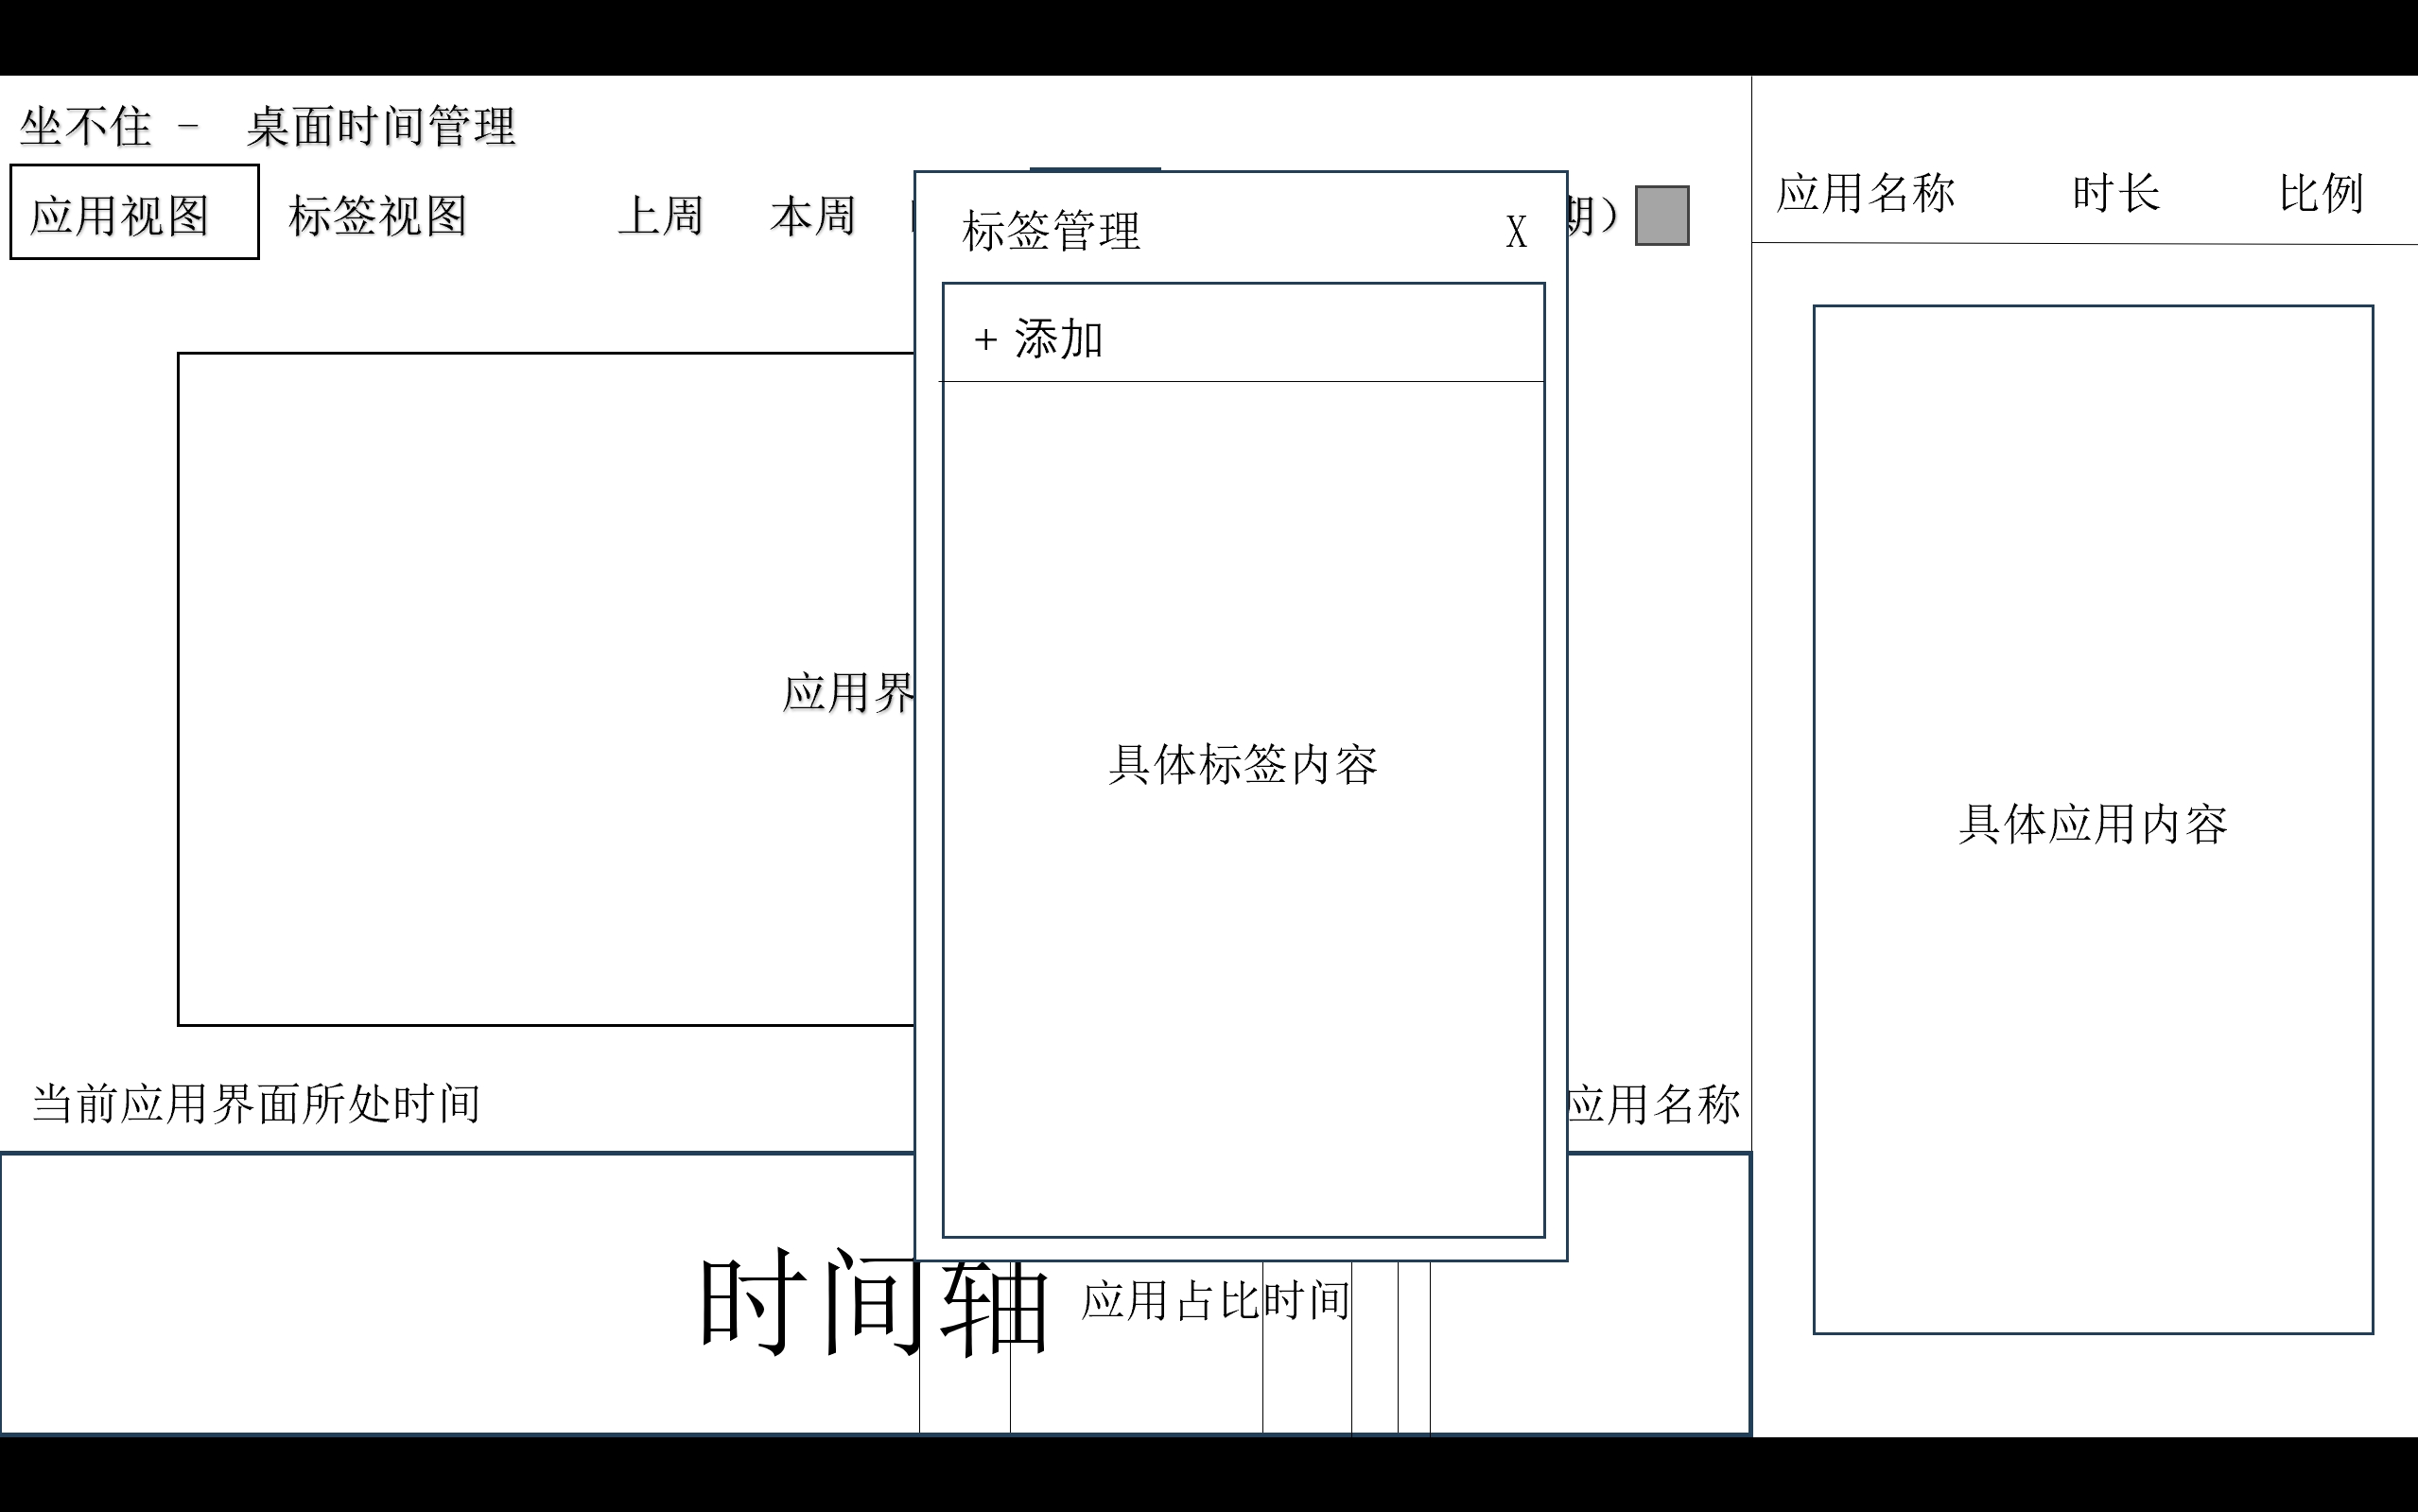 坐不住 - 桌面时间管理
应用视图 标签视图 上周 本周 期）
标签管理 X
+ 添加
具体标签内容
应用界
当前应用界面所处时间 应用名称
时间轴 应用占比时间
应用名称 时长 比例
具体应用内容